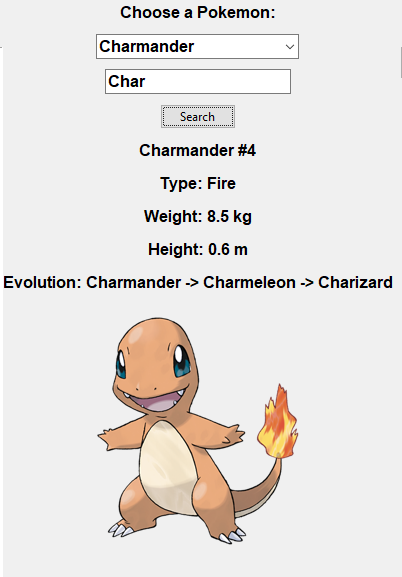 Choose a Pokemon:
Charmander
Char
Search
Charmander #4
Type: Fire
Weight: 8.5 kg
Height: 0.6 m
Evolution: Charmander -> Charmeleon -> Charizard